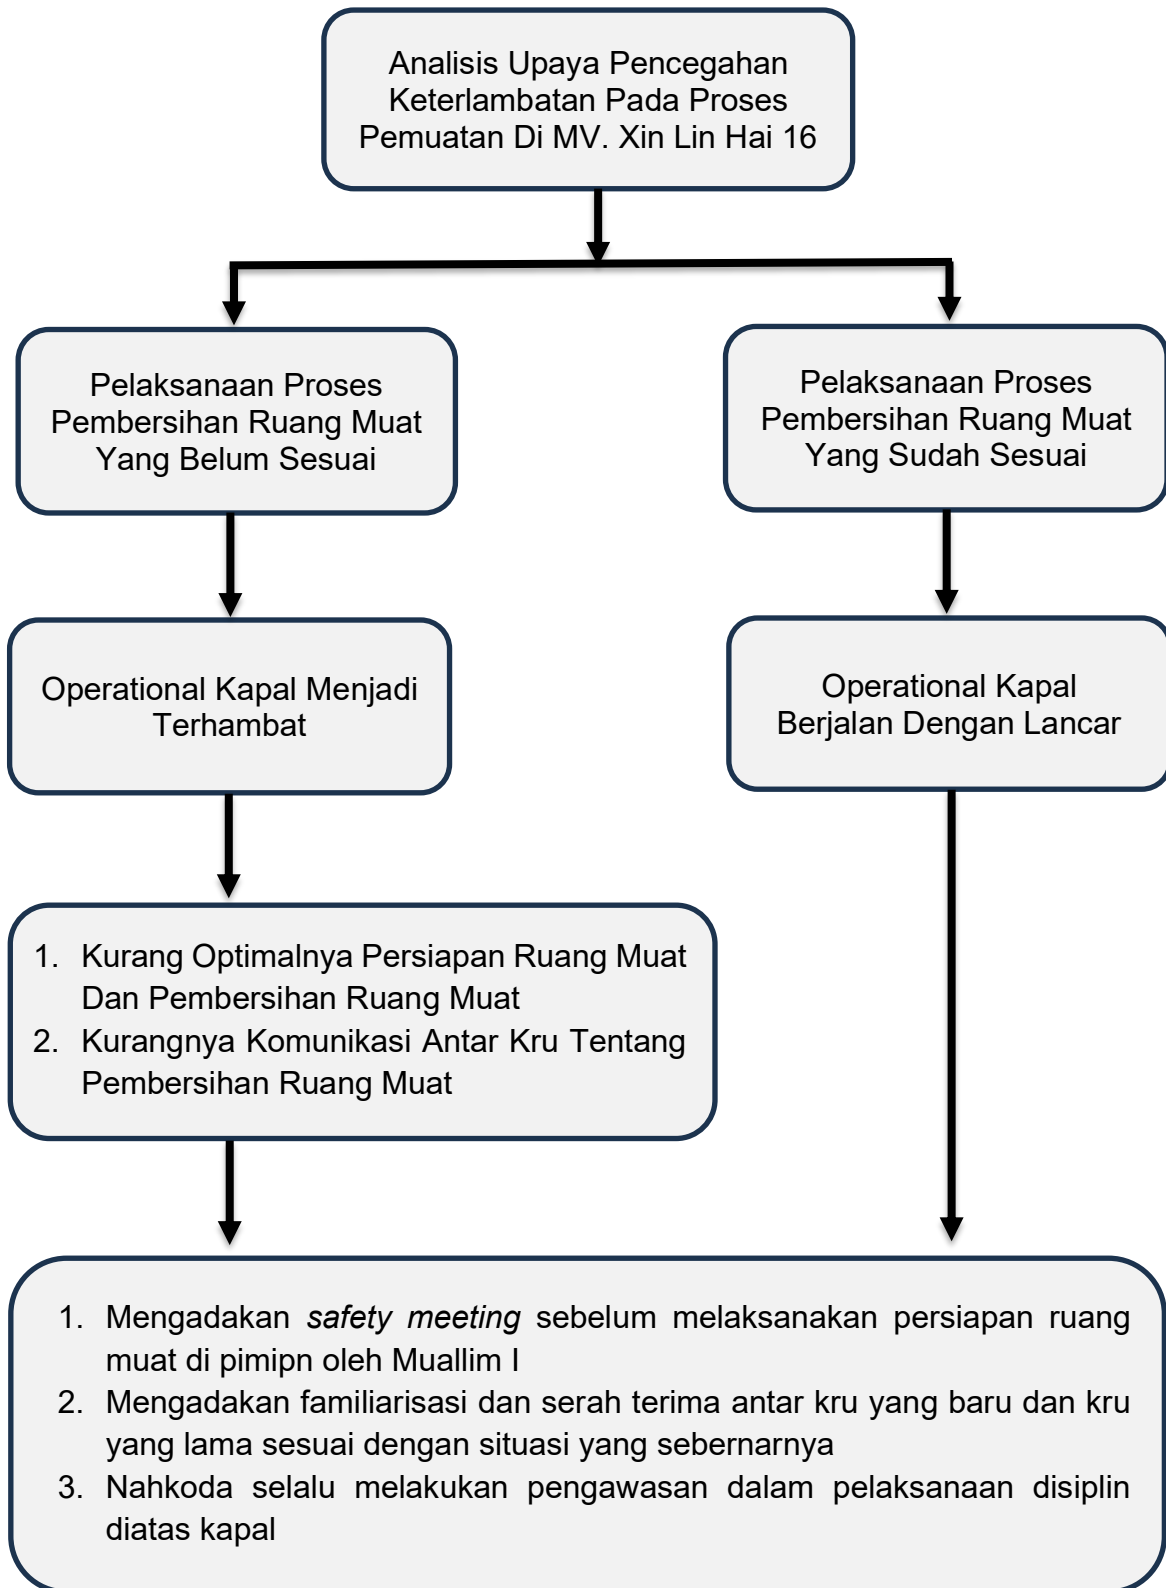 Analisis Upaya Pencegahan
Keterlambatan Pada Proses
Pemuatan Di MV. Xin Lin Hai 16
Pelaksanaan Proses
Pembersihan Ruang Muat
Yang Belum Sesuai
Pelaksanaan Proses
Pembersihan Ruang Muat
Yang Sudah Sesuai
Operational Kapal Menjadi
Terhambat
Operational Kapal
Berjalan Dengan Lancar
1. Kurang Optimalnya Persiapan Ruang Muat
Dan Pembersihan Ruang Muat
2. Kurangnya Komunikasi Antar Kru Tentang
Pembersihan Ruang Muat
1. Mengadakan safety meeting sebelum melaksanakan persiapan ruang
muat di pimipn oleh Muallim I
2. Mengadakan familiarisasi dan serah terima antar kru yang baru dan kru
yang lama sesuai dengan situasi yang sebernarnya
3. Nahkoda selalu melakukan pengawasan dalam pelaksanaan disiplin
diatas kapal